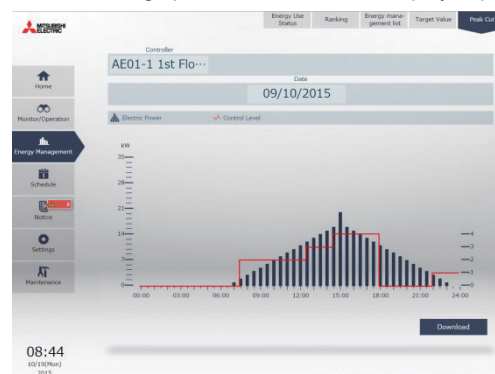 MITSUBISHI
ELECTRIC
Energy Use
Status
Ranking
Energy mana-
gement list
Target Value
Peak Cut
Controller
AE01-1 1st Flo···
Date
09/10/2015
Electric Power
Control Level
Home
Monitor/Operation
Energy Management
Schedule
Notice
Settings
Maintenance
kW
35
28
21
14
7
0
4
3
2
1
0
00:00 03:00 06:00 09:00 12:00 15:00 18:00 21:00 24:00
Download
08:44
10/19(Mon)
2015